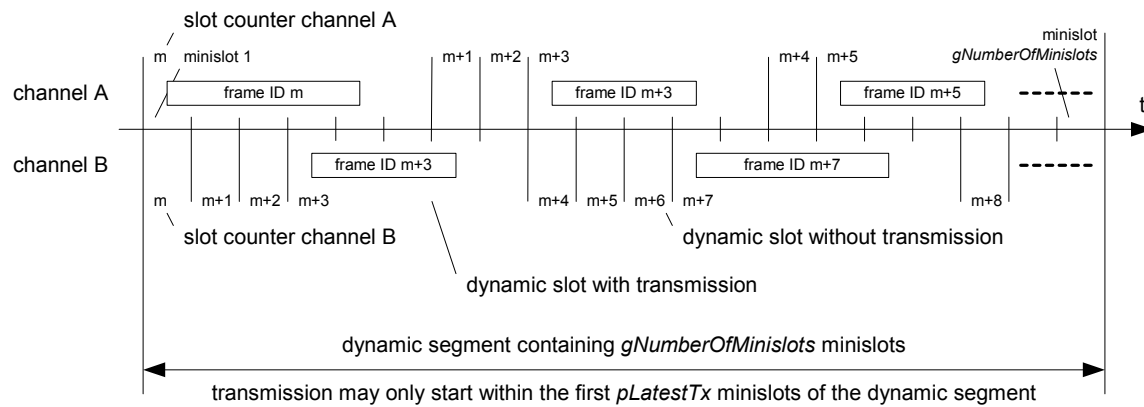 slot counter channel A
m
minislot 1
m+1
m+2
m+3
m+4
m+5
minislot
gNumberOfMinislots
channel A
frame ID m
frame ID m+3
frame ID m+5
t
channel B
frame ID m+3
frame ID m+7
m
m+1
m+2
m+3
m+4
m+5
m+6
m+7
m+8
slot counter channel B
dynamic slot without transmission
dynamic slot with transmission
dynamic segment containing gNumberOfMinislots minislots
transmission may only start within the first pLatestTx minislots of the dynamic segment